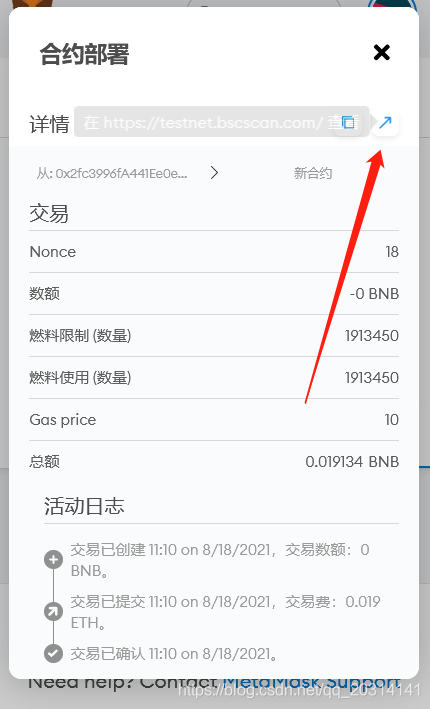 合约部署
详情
在 https://testnet.bscscan.com/ 查看
从: 0x2fc3996fA441Ee0e...
新合约
交易
Nonce 18
数额 -0 BNB
燃料限制 (数量) 1913450
燃料使用 (数量) 1913450
Gas price 10
总额 0.019134 BNB
活动日志
交易已创建 11:10 on 8/18/2021，交易数额：0
BNB。
交易已提交 11:10 on 8/18/2021，交易费：0.019
ETH。
交易已确认 11:10 on 8/18/2021。
Need help? Contact MetaMask Support
https://blog.csdn.net/qq_20314141